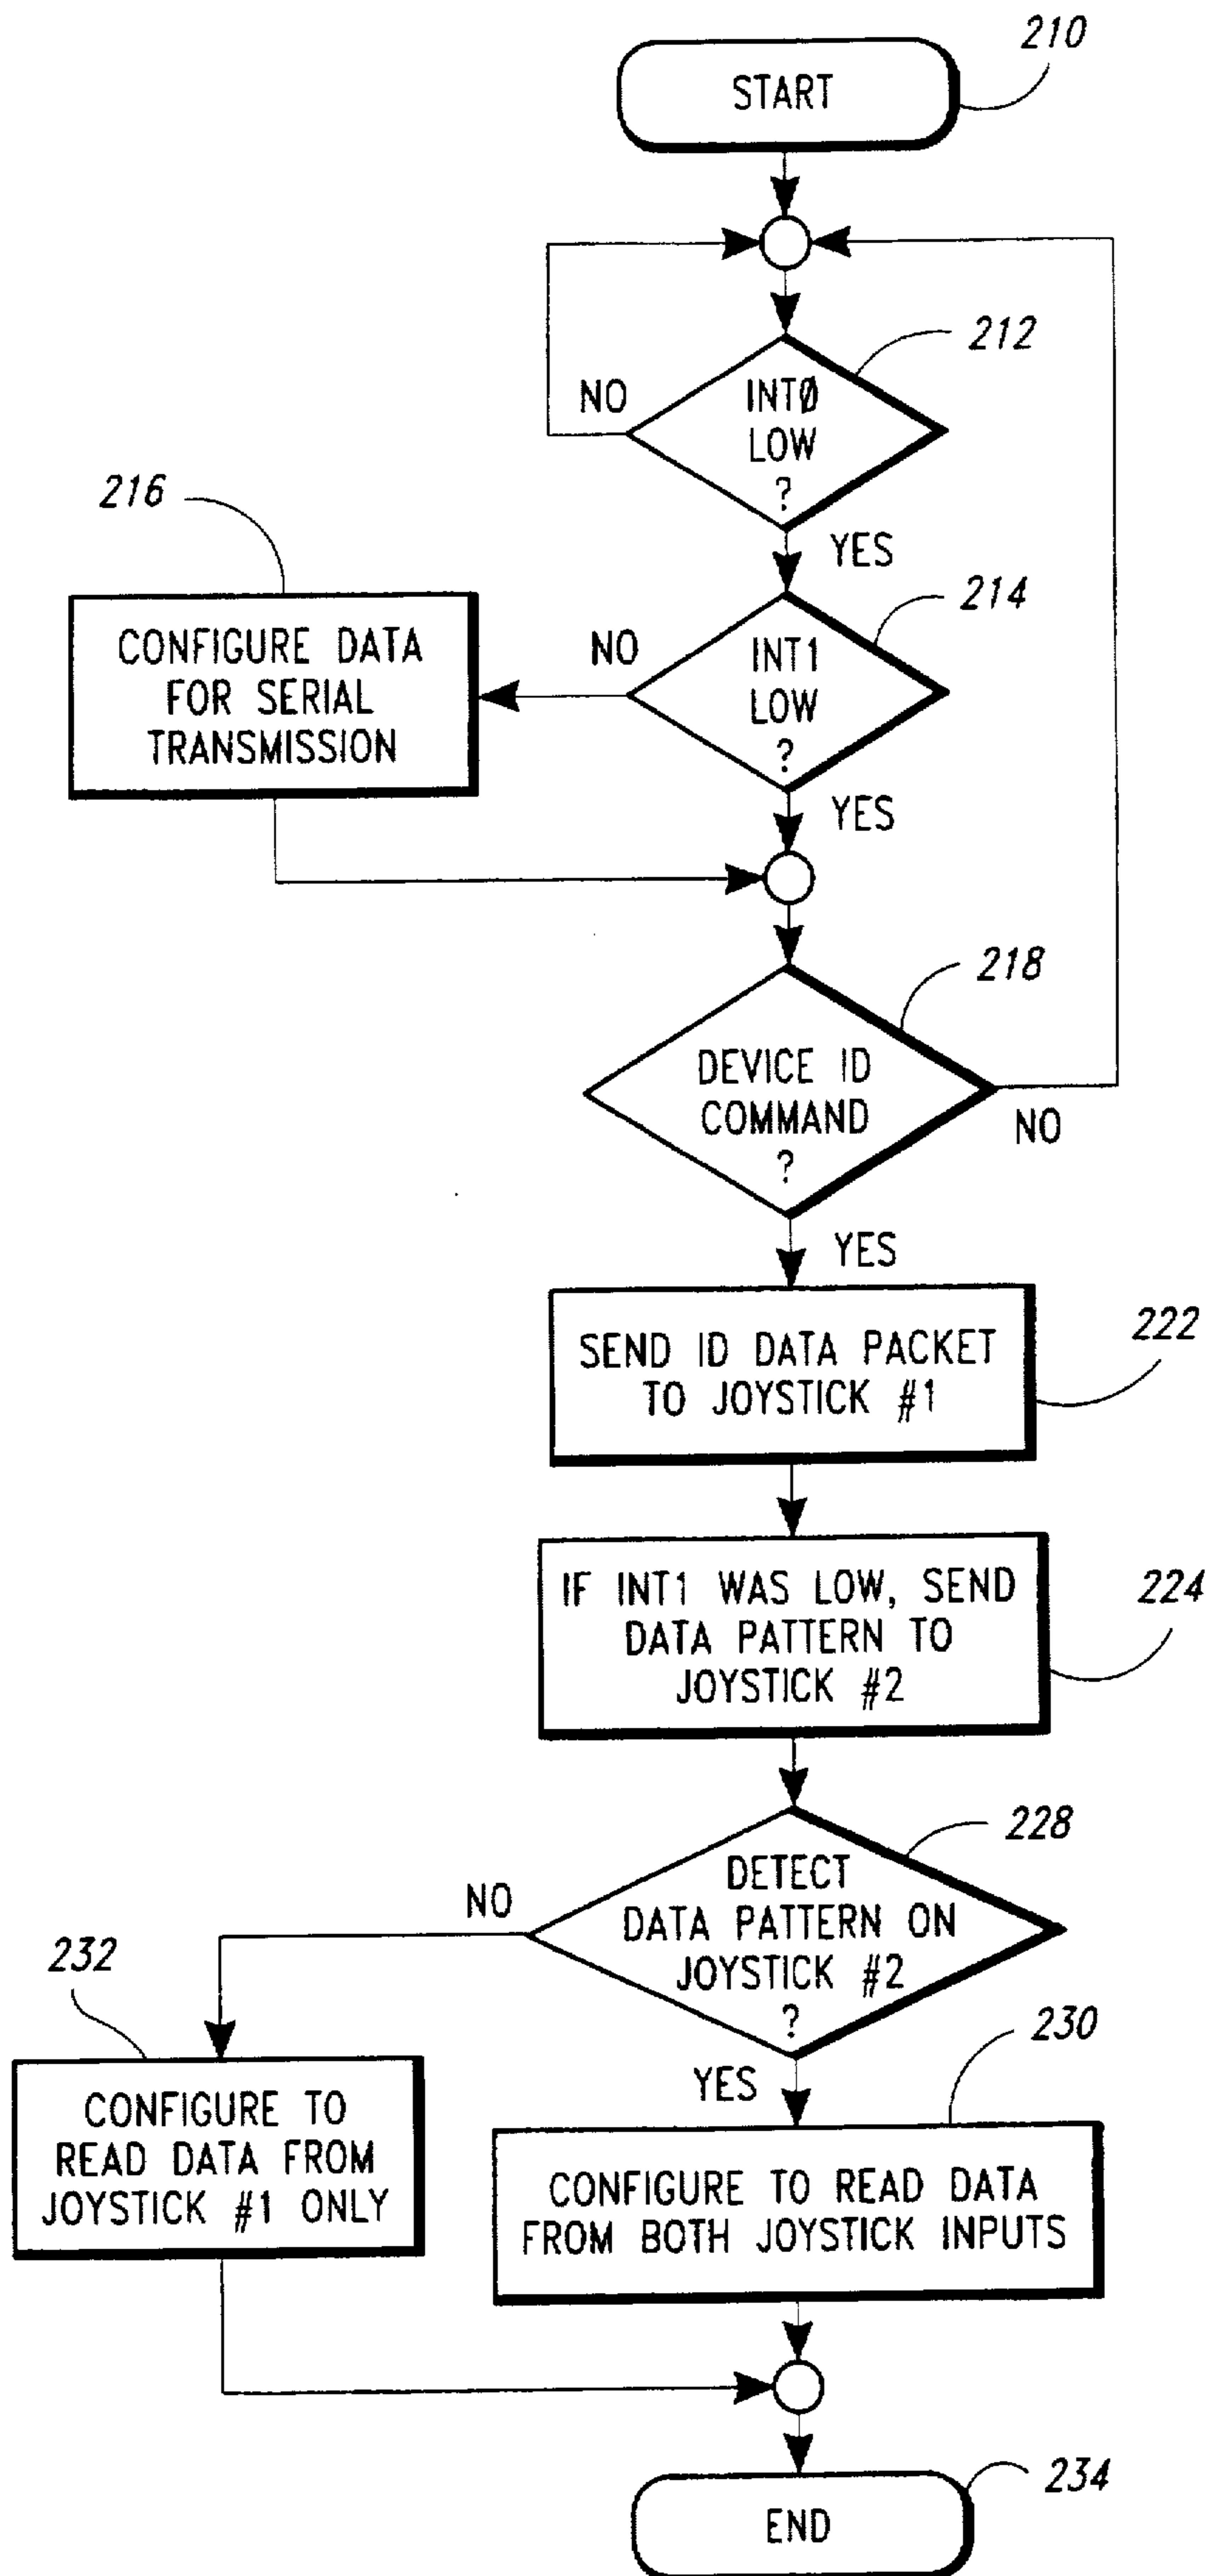 210
START
212
INTØ
LOW
?
NO
YES
216
214
CONFIGURE DATA
FOR SERIAL
TRANSMISSION
NO
INT1
LOW
?
YES
218
DEVICE ID
COMMAND
?
NO
YES
222
SEND ID DATA PACKET
TO JOYSTICK #1
224
IF INT1 WAS LOW, SEND
DATA PATTERN TO
JOYSTICK #2
228
DETECT
DATA PATTERN ON
JOYSTICK #2
?
NO
YES
232
230
CONFIGURE TO
READ DATA FROM
JOYSTICK #1 ONLY
CONFIGURE TO READ DATA
FROM BOTH JOYSTICK INPUTS
234
END